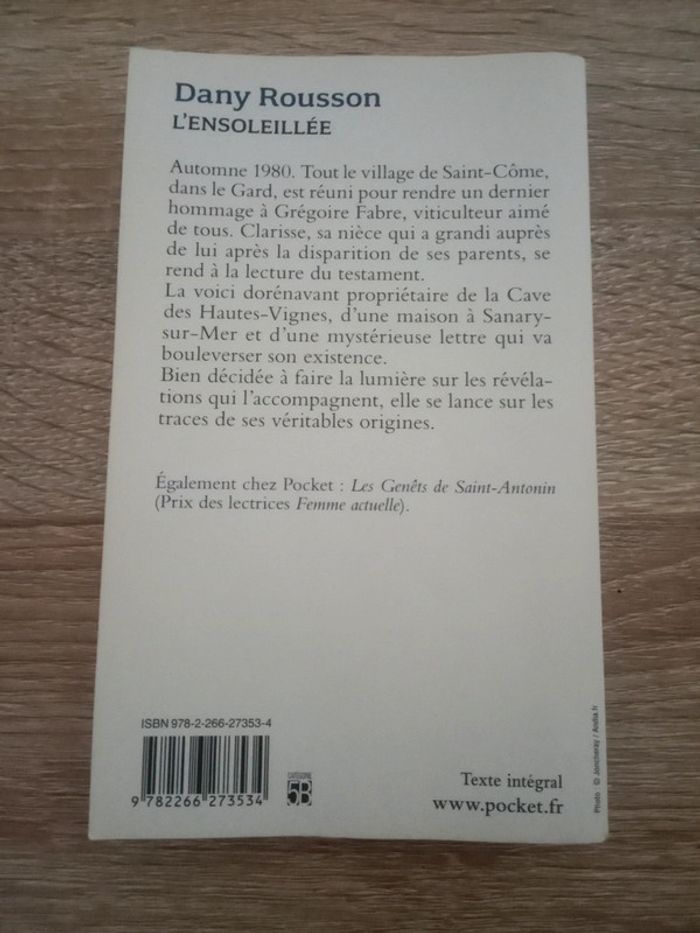 Dany Rousson
L'ENSOLEILLÉE
Automne 1980. Tout le village de Saint-Côme,
dans le Gard, est réuni pour rendre un dernier
hommage à Grégoire Fabre, viticulteur aimé
de tous. Clarisse, sa nièce qui a grandi auprès
de lui après la disparition de ses parents, se
rend à la lecture du testament.
La voici dorénavant propriétaire de la Cave
des Hautes-Vignes, d'une maison à Sanary-
sur-Mer et d'une mystérieuse lettre qui va
bouleverser son existence.
Bien décidée à faire la lumière sur les révéla-
tions qui l'accompagnent, elle se lance sur les
traces de ses véritables origines.
Également chez Pocket : Les Genêts de Saint-Antonin
(Prix des lectrices Femme actuelle).
ISBN 978-2-266-27353-4
9 782266 273534
CATÉGORIE
5B
Texte intégral
www.pocket.fr
Photo : © Joncheray / Andia.fr